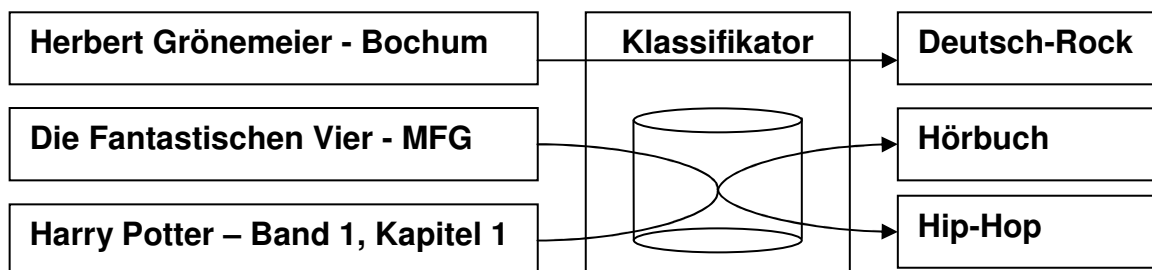 Herbert Grönemeier - Bochum
Klassifikator
Deutsch-Rock
Die Fantastischen Vier - MFG
Hörbuch
Harry Potter – Band 1, Kapitel 1
Hip-Hop